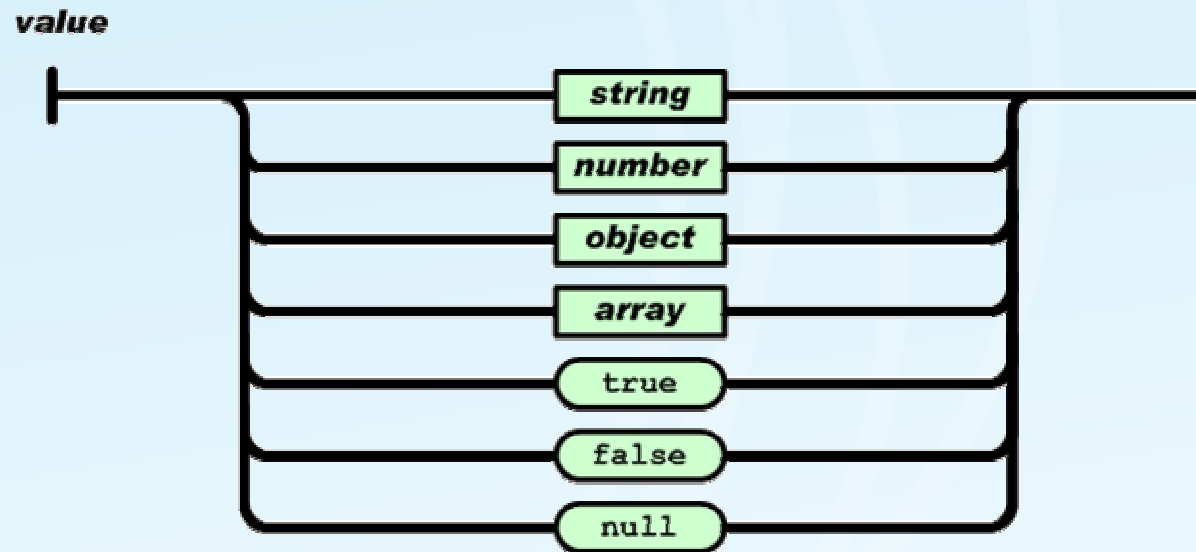 value
string
number
object
array
true
false
null